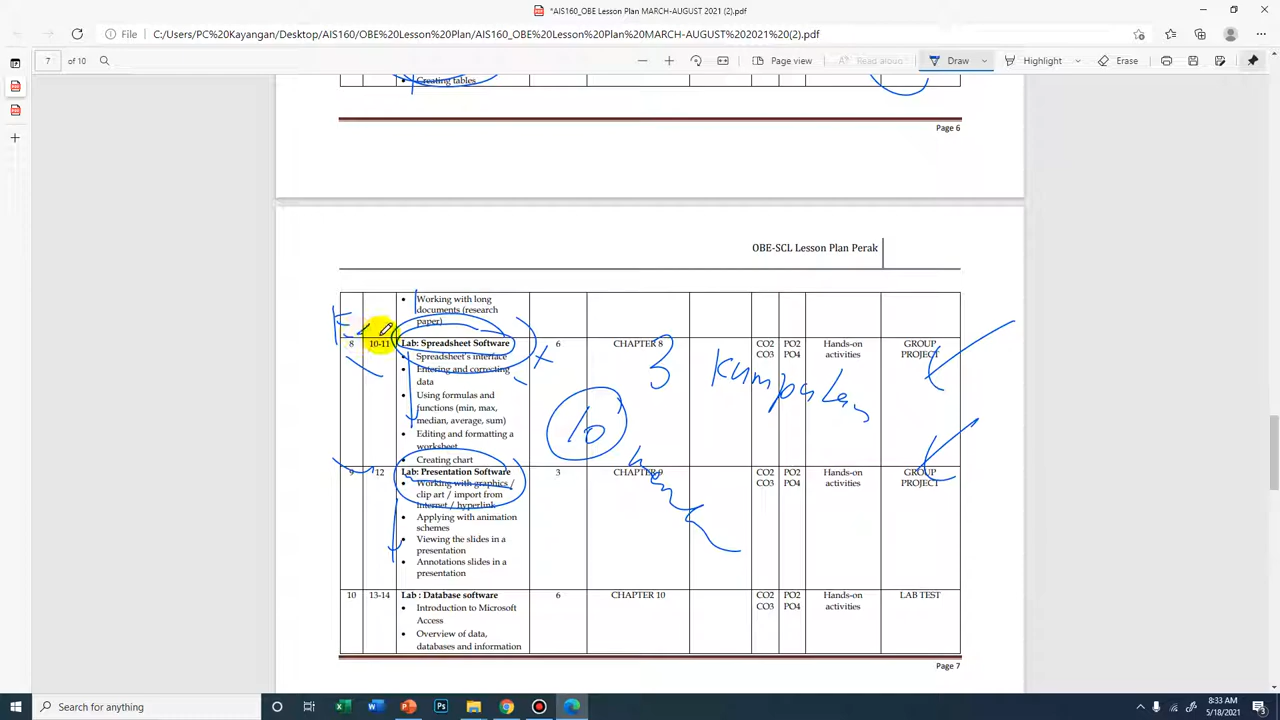 *AIS160_OBE Lesson Plan MARCH-AUGUST 2021 (2).pdf
File
C:/Users/PC%20Kayangan/Desktop/AIS160/OBE%20Lesson%20Plan/AIS160_OBE%20Lesson%20Plan%20MARCH-AUGUST%202021%20(2).pdf
7 of 10
Page view
Read aloud
Draw
Highlight
Erase
Creating tables
Page 6
OBE-SCL Lesson Plan Perak
Working with long
documents (research
paper)
8 10-11 Lab: Spreadsheet Software 6 CHAPTER 8 CO2 PO2 Hands-on GROUP
Spreadsheet's interface CO3 PO4 activities PROJECT
Entering and correcting
data
3 Kumpulan
Using formulas and
functions (min, max,
median, average, sum)
10
Editing and formatting a
worksheet
Creating chart
9 12 Lab: Presentation Software 3 CHAPTER 9 CO2 PO2 Hands-on GROUP
Working with graphics / CO3 PO4 activities PROJECT
clip art / import from
internet / hyperlink
Applying with animation
schemes
Viewing the slides in a
presentation
Annotations slides in a
presentation
10 13-14 Lab : Database software 6 CHAPTER 10 CO2 PO2 Hands-on LAB TEST
Introduction to Microsoft CO3 PO4 activities
Access
Overview of data,
databases and information
Page 7
Search for anything
8:33 AM
5/18/2021